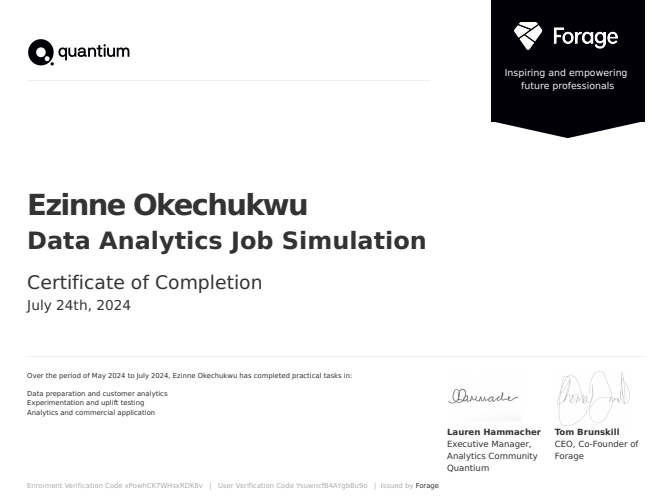 quantium
Forage
Inspiring and empowering
future professionals
Ezinne Okechukwu
Data Analytics Job Simulation
Certificate of Completion
July 24th, 2024
Over the period of May 2024 to July 2024, Ezinne Okechukwu has completed practical tasks in:
Data preparation and customer analytics
Experimentation and uplift testing
Analytics and commercial application
Lauren Hammacher
Executive Manager,
Analytics Community
Quantium
Tom Brunskill
CEO, Co-Founder of
Forage
Enrolment Verification Code xPowhCK7WHsxRDK8v | User Verification Code YsuwncfB4AYgbBu9o | Issued by Forage